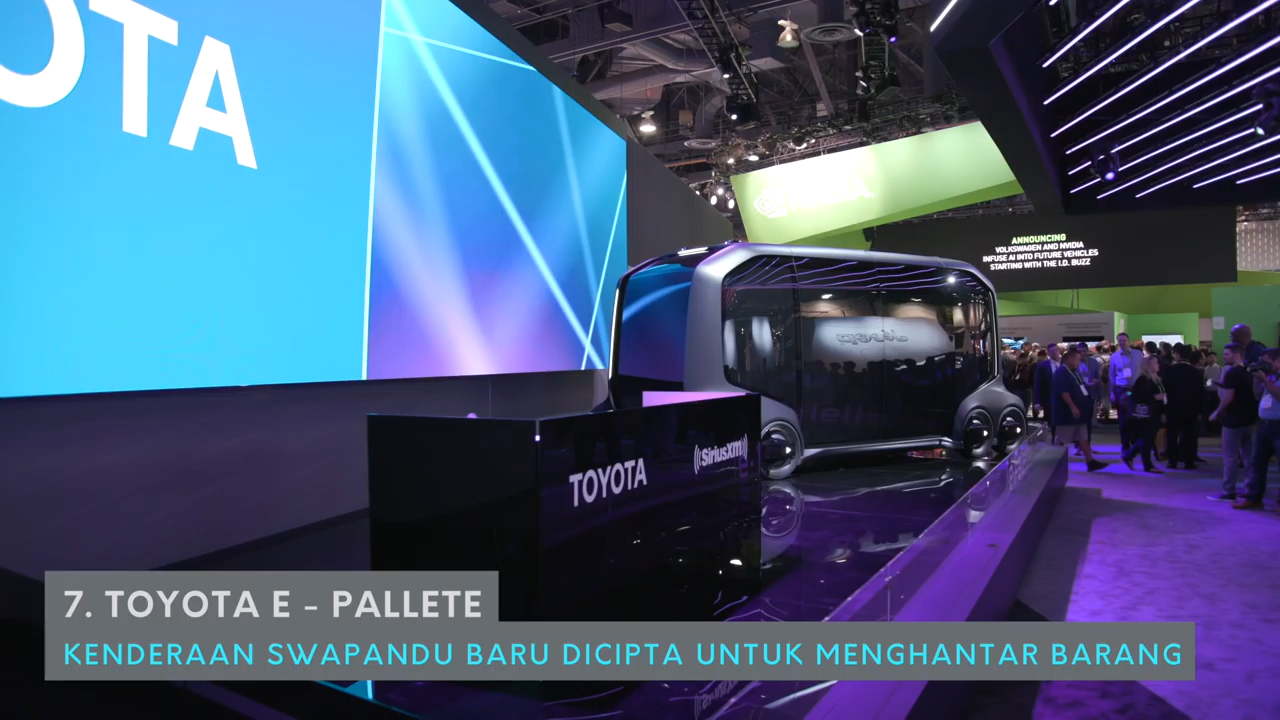 OTA
ANNOUNCING
VOLKSWAGEN AND NVIDIA
INFUSE AI INTO FUTURE VEHICLES
STARTING WITH THE I.D. BUZZ
TOYOTA
SiriusXM
7. TOYOTA E - PALLETE
KENDERAAN SWAPANDU BARU DICIPTA UNTUK MENGHANTAR BARANG